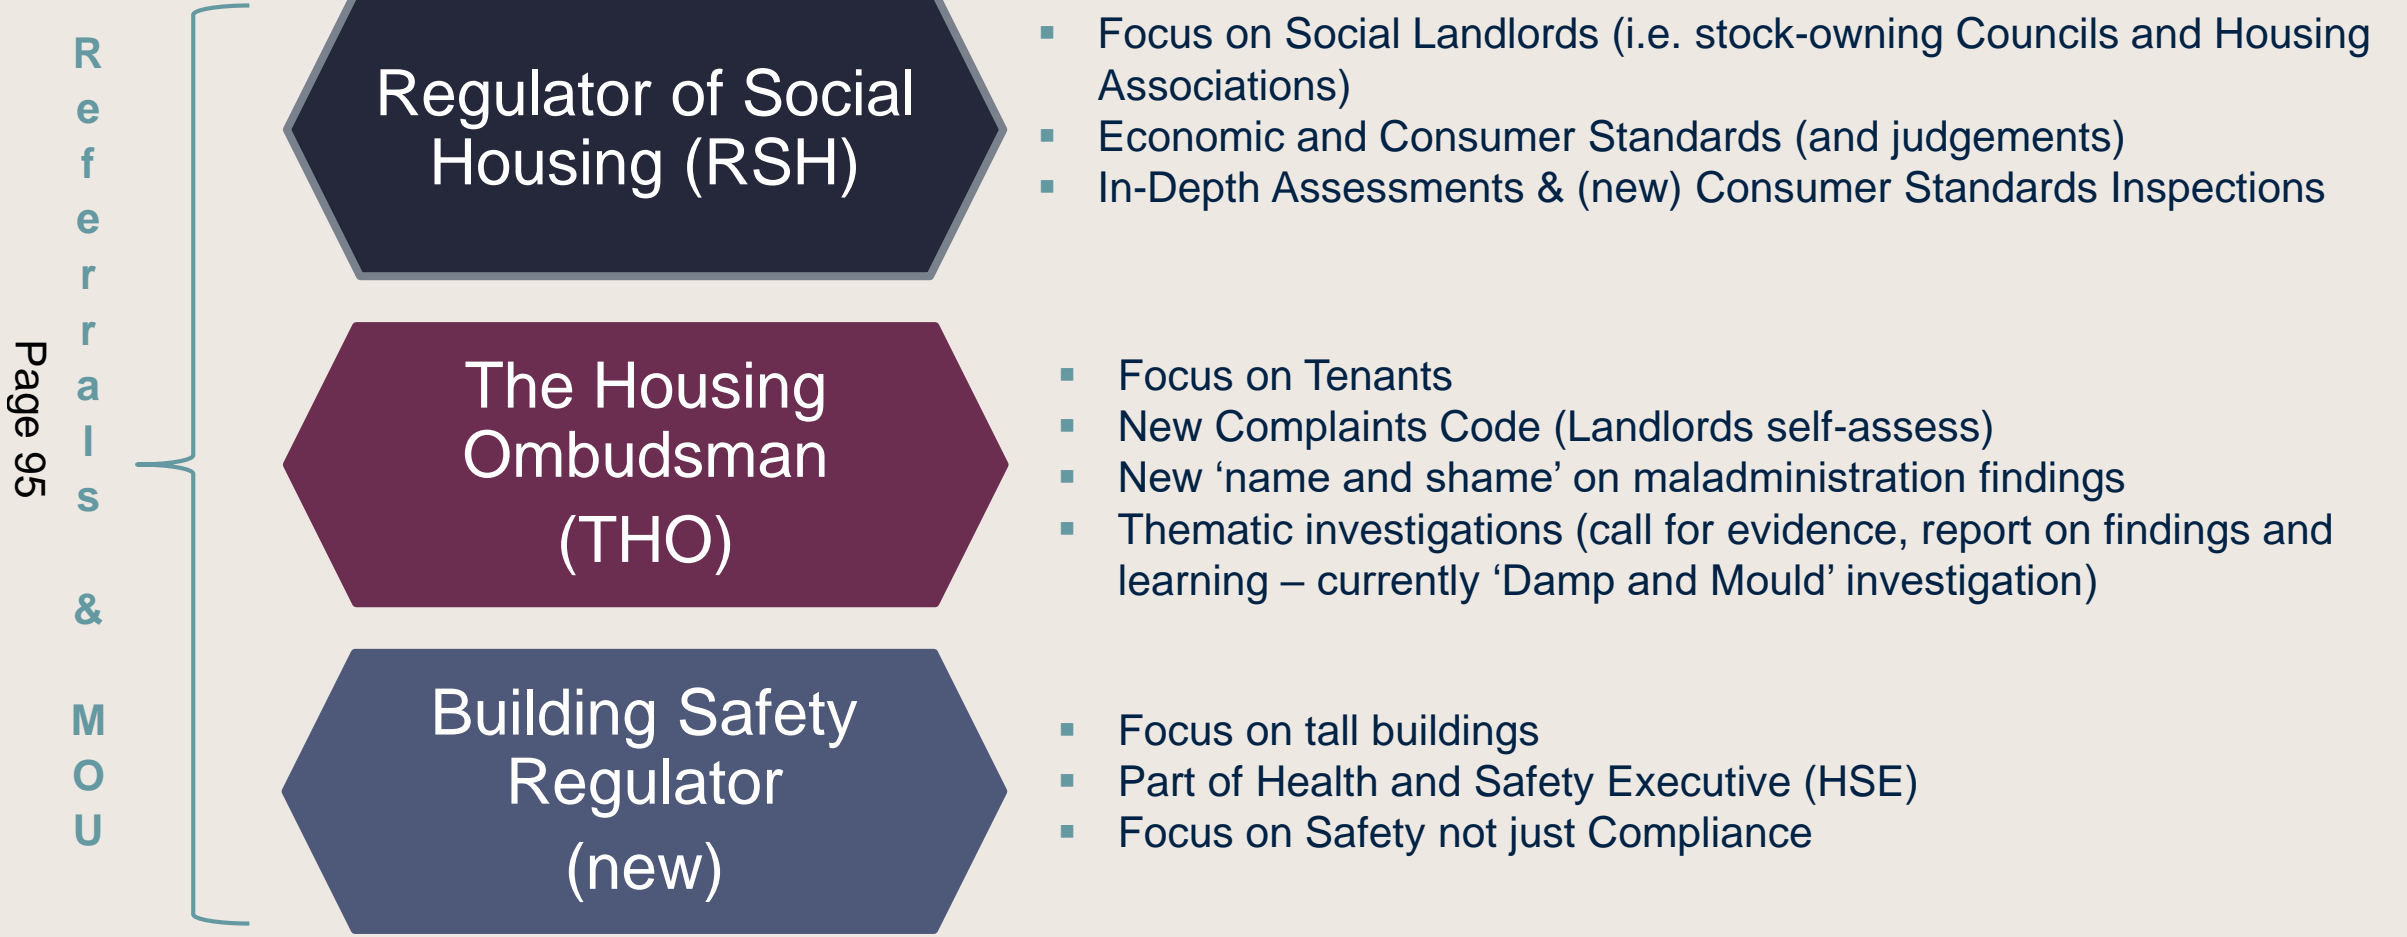 Page 95
Referrals & MOU
Regulator of Social
Housing (RSH)
▪ Focus on Social Landlords (i.e. stock-owning Councils and Housing
Associations)
▪ Economic and Consumer Standards (and judgements)
▪ In-Depth Assessments & (new) Consumer Standards Inspections
The Housing
Ombudsman
(THO)
▪ Focus on Tenants
▪ New Complaints Code (Landlords self-assess)
▪ New ‘name and shame’ on maladministration findings
▪ Thematic investigations (call for evidence, report on findings and
learning – currently ‘Damp and Mould’ investigation)
Building Safety
Regulator
(new)
▪ Focus on tall buildings
▪ Part of Health and Safety Executive (HSE)
▪ Focus on Safety not just Compliance